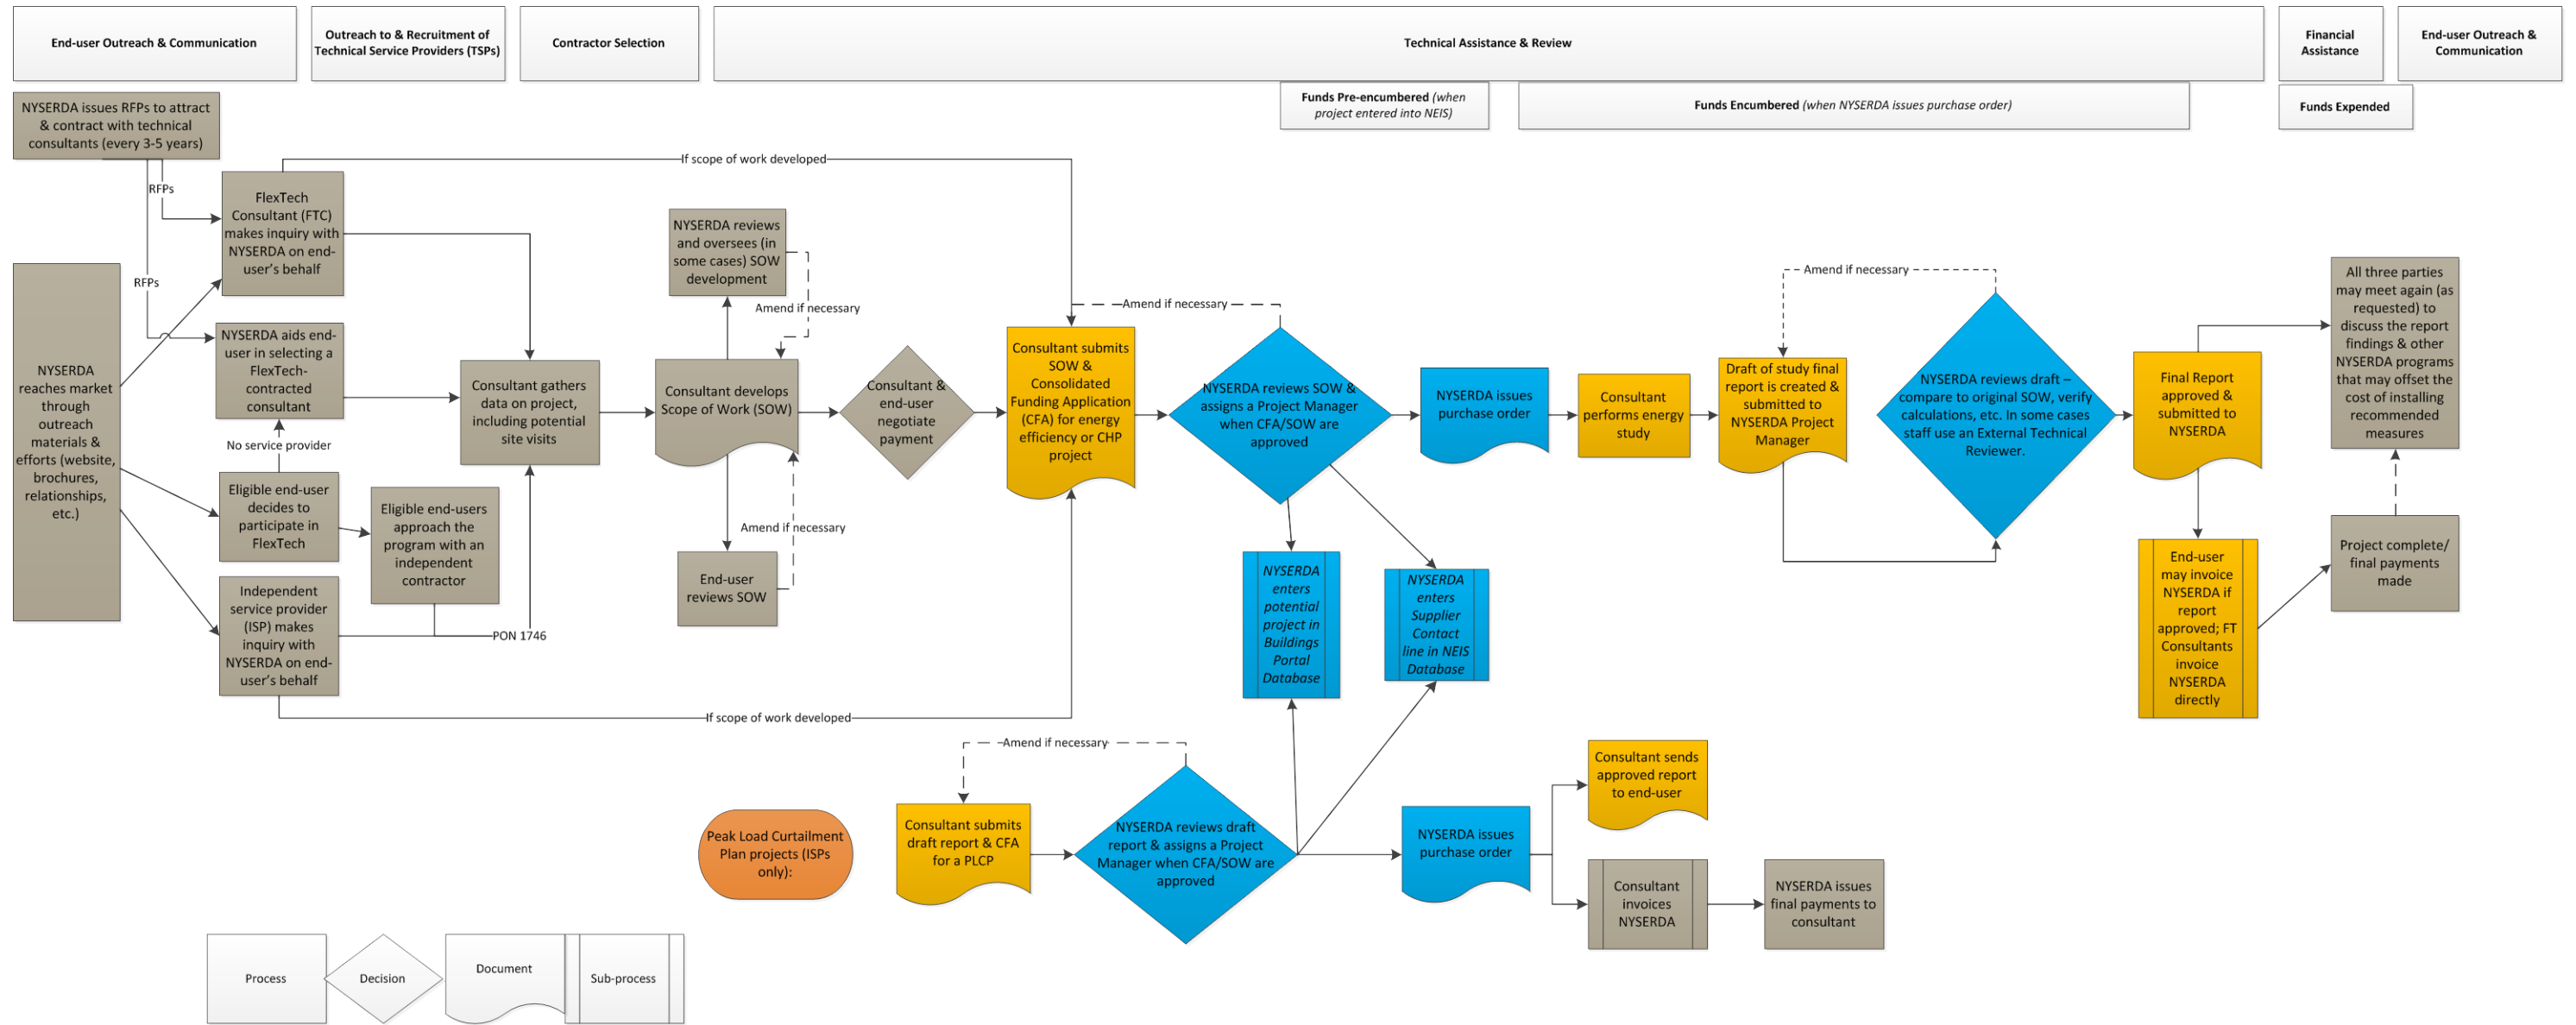 End-user Outreach & Communication
Outreach to & Recruitment of
Technical Service Providers (TSPs)
Contractor Selection
Technical Assistance & Review
Financial
Assistance
End-user Outreach &
Communication
Funds Pre-encumbered (when
project entered into NEIS)
Funds Encumbered (when NYSERDA issues purchase order)
Funds Expended
NYSERDA issues RFPs to attract
& contract with technical
consultants (every 3-5 years)
If scope of work developed
RFPs
FlexTech
Consultant (FTC)
makes inquiry with
NYSERDA on end-
user's behalf
RFPs
NYSERDA
reaches market
through
outreach
materials &
efforts (website,
brochures,
relationships,
etc.)
NYSERDA aids end-
user in selecting a
FlexTech-
contracted
consultant
No service provider
Eligible end-user
decides to
participate in
FlexTech
Eligible end-users
approach the
program with an
independent
contractor
Independent
service provider
(ISP) makes
inquiry with
NYSERDA on end-
user's behalf
PON 1746
If scope of work developed
Consultant gathers
data on project,
including potential
site visits
NYSERDA reviews
and oversees (in
some cases) SOW
development
Amend if necessary
Consultant develops
Scope of Work (SOW)
Amend if necessary
End-user
reviews SOW
Consultant &
end-user
negotiate
payment
Consultant submits
SOW &
Consolidated
Funding Application
(CFA) for energy
efficiency or CHP
project
Amend if necessary
NYSERDA reviews SOW &
assigns a Project Manager
when CFA/SOW are
approved
NYSERDA issues
purchase order
Consultant
performs energy
study
Amend if necessary
Draft of study final
report is created &
submitted to
NYSERDA Project
Manager
NYSERDA reviews draft –
compare to original SOW, verify
calculations, etc. In some cases
staff use an External Technical
Reviewer.
Final Report
approved &
submitted to
NYSERDA
All three parties
may meet again (as
requested) to
discuss the report
findings & other
NYSERDA programs
that may offset the
cost of installing
recommended
measures
Project complete/
final payments
made
End-user
may invoice
NYSERDA if
report
approved; FT
Consultants
invoice
NYSERDA
directly
NYSERDA
enters
potential
project in
Buildings
Portal
Database
NYSERDA
enters
Supplier
Contact
line in NEIS
Database
Amend if necessary
Peak Load Curtailment
Plan projects (ISPs
only):
Consultant submits
draft report & CFA
for a PLCP
NYSERDA reviews draft
report & assigns a Project
Manager when CFA/SOW are
approved
NYSERDA issues
purchase order
Consultant sends
approved report
to end-user
Consultant
invoices
NYSERDA
NYSERDA issues
final payments to
consultant
Process
Decision
Document
Sub-process